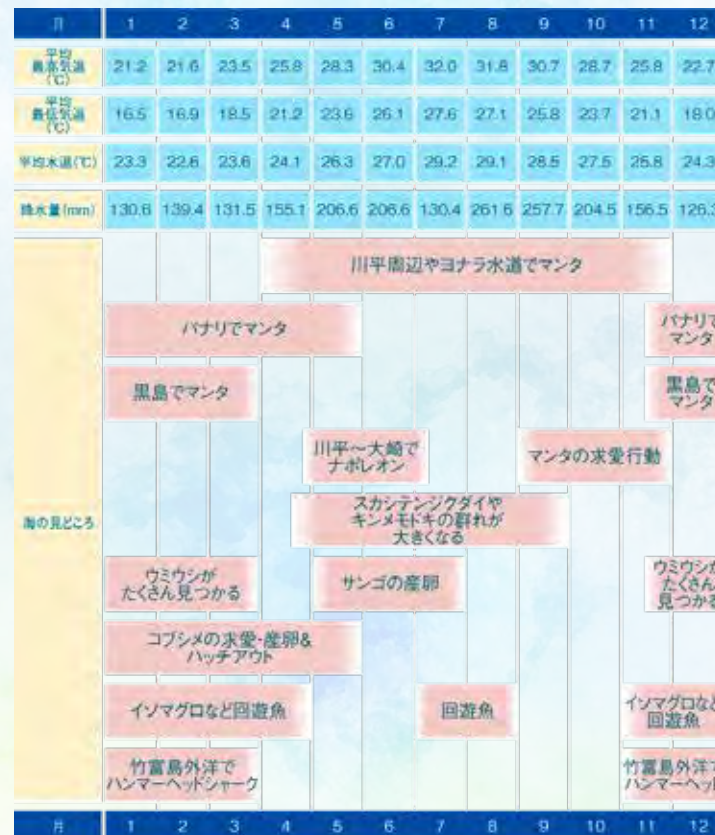 月 1 2 3 4 5 6 7 8 9 10 11 12
平均
最高気温
(℃)
21.2 21.6 23.5 25.8 28.3 30.4 32.0 31.8 30.7 28.7 25.8 22.7
平均
最低気温
(℃)
16.5 16.9 18.5 21.2 23.6 26.1 27.6 27.1 25.8 23.7 21.1 18.0
平均水温(℃) 23.3 22.6 23.6 24.1 26.3 27.0 29.2 29.1 28.5 27.5 25.8 24.3
降水量(mm) 130.6 139.4 131.5 155.1 206.6 206.6 130.4 261.6 257.7 204.5 156.5 126.3
海の見どころ
川平周辺やヨナラ水道でマンタ
パナリでマンタ
パナリで
マンタ
黒島でマンタ
黒島で
マンタ
川平～大崎で
ナポレオン
マンタの求愛行動
スカシテンジクダイや
キンメモドキの群れが
大きくなる
ウミウシが
たくさん見つかる
サンゴの産卵
ウミウシが
たくさん
見つかる
コブシメの求愛・産卵&
ハッチアウト
イソマグロなど回遊魚
回遊魚
イソマグロなど
回遊魚
竹富島外洋で
ハンマーヘッドシャーク
竹富島外洋で
ハンマーヘッド
月 1 2 3 4 5 6 7 8 9 10 11 12